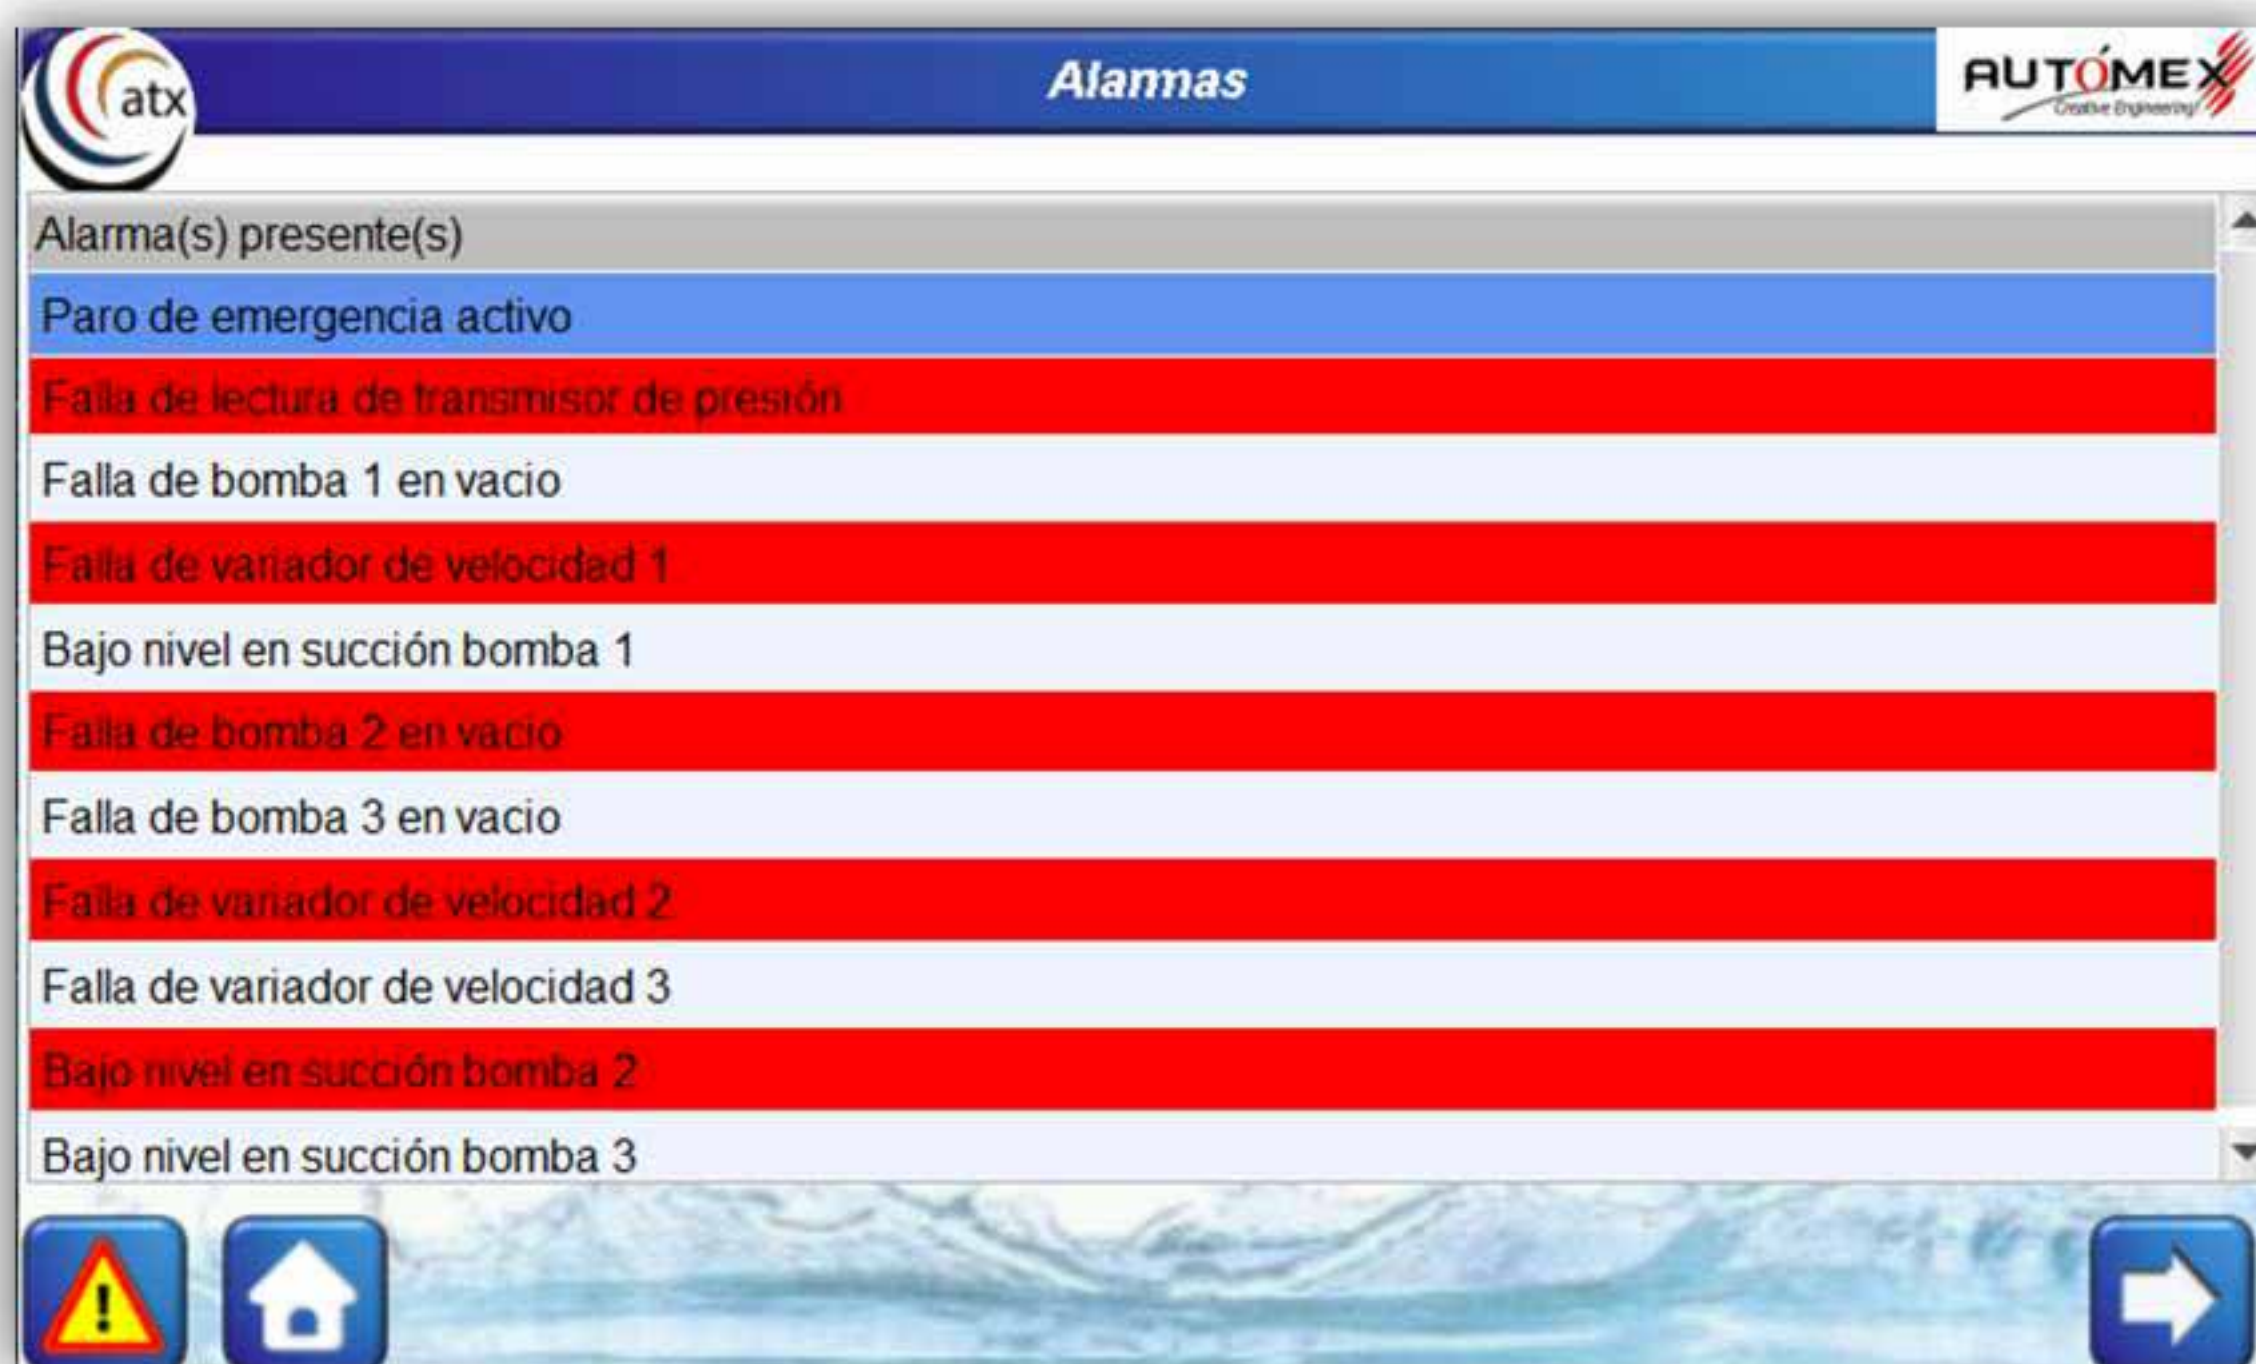 atx
Alarmas
AUTÓMEX
Creative Engineering!
Alarma(s) presente(s)
Paro de emergencia activo
Falla de lectura de transmisor de presión
Falla de bomba 1 en vacio
Falla de variador de velocidad 1
Bajo nivel en succión bomba 1
Falla de bomba 2 en vacio
Falla de bomba 3 en vacio
Falla de variador de velocidad 2
Falla de variador de velocidad 3
Bajo nivel en succión bomba 2
Bajo nivel en succión bomba 3
!